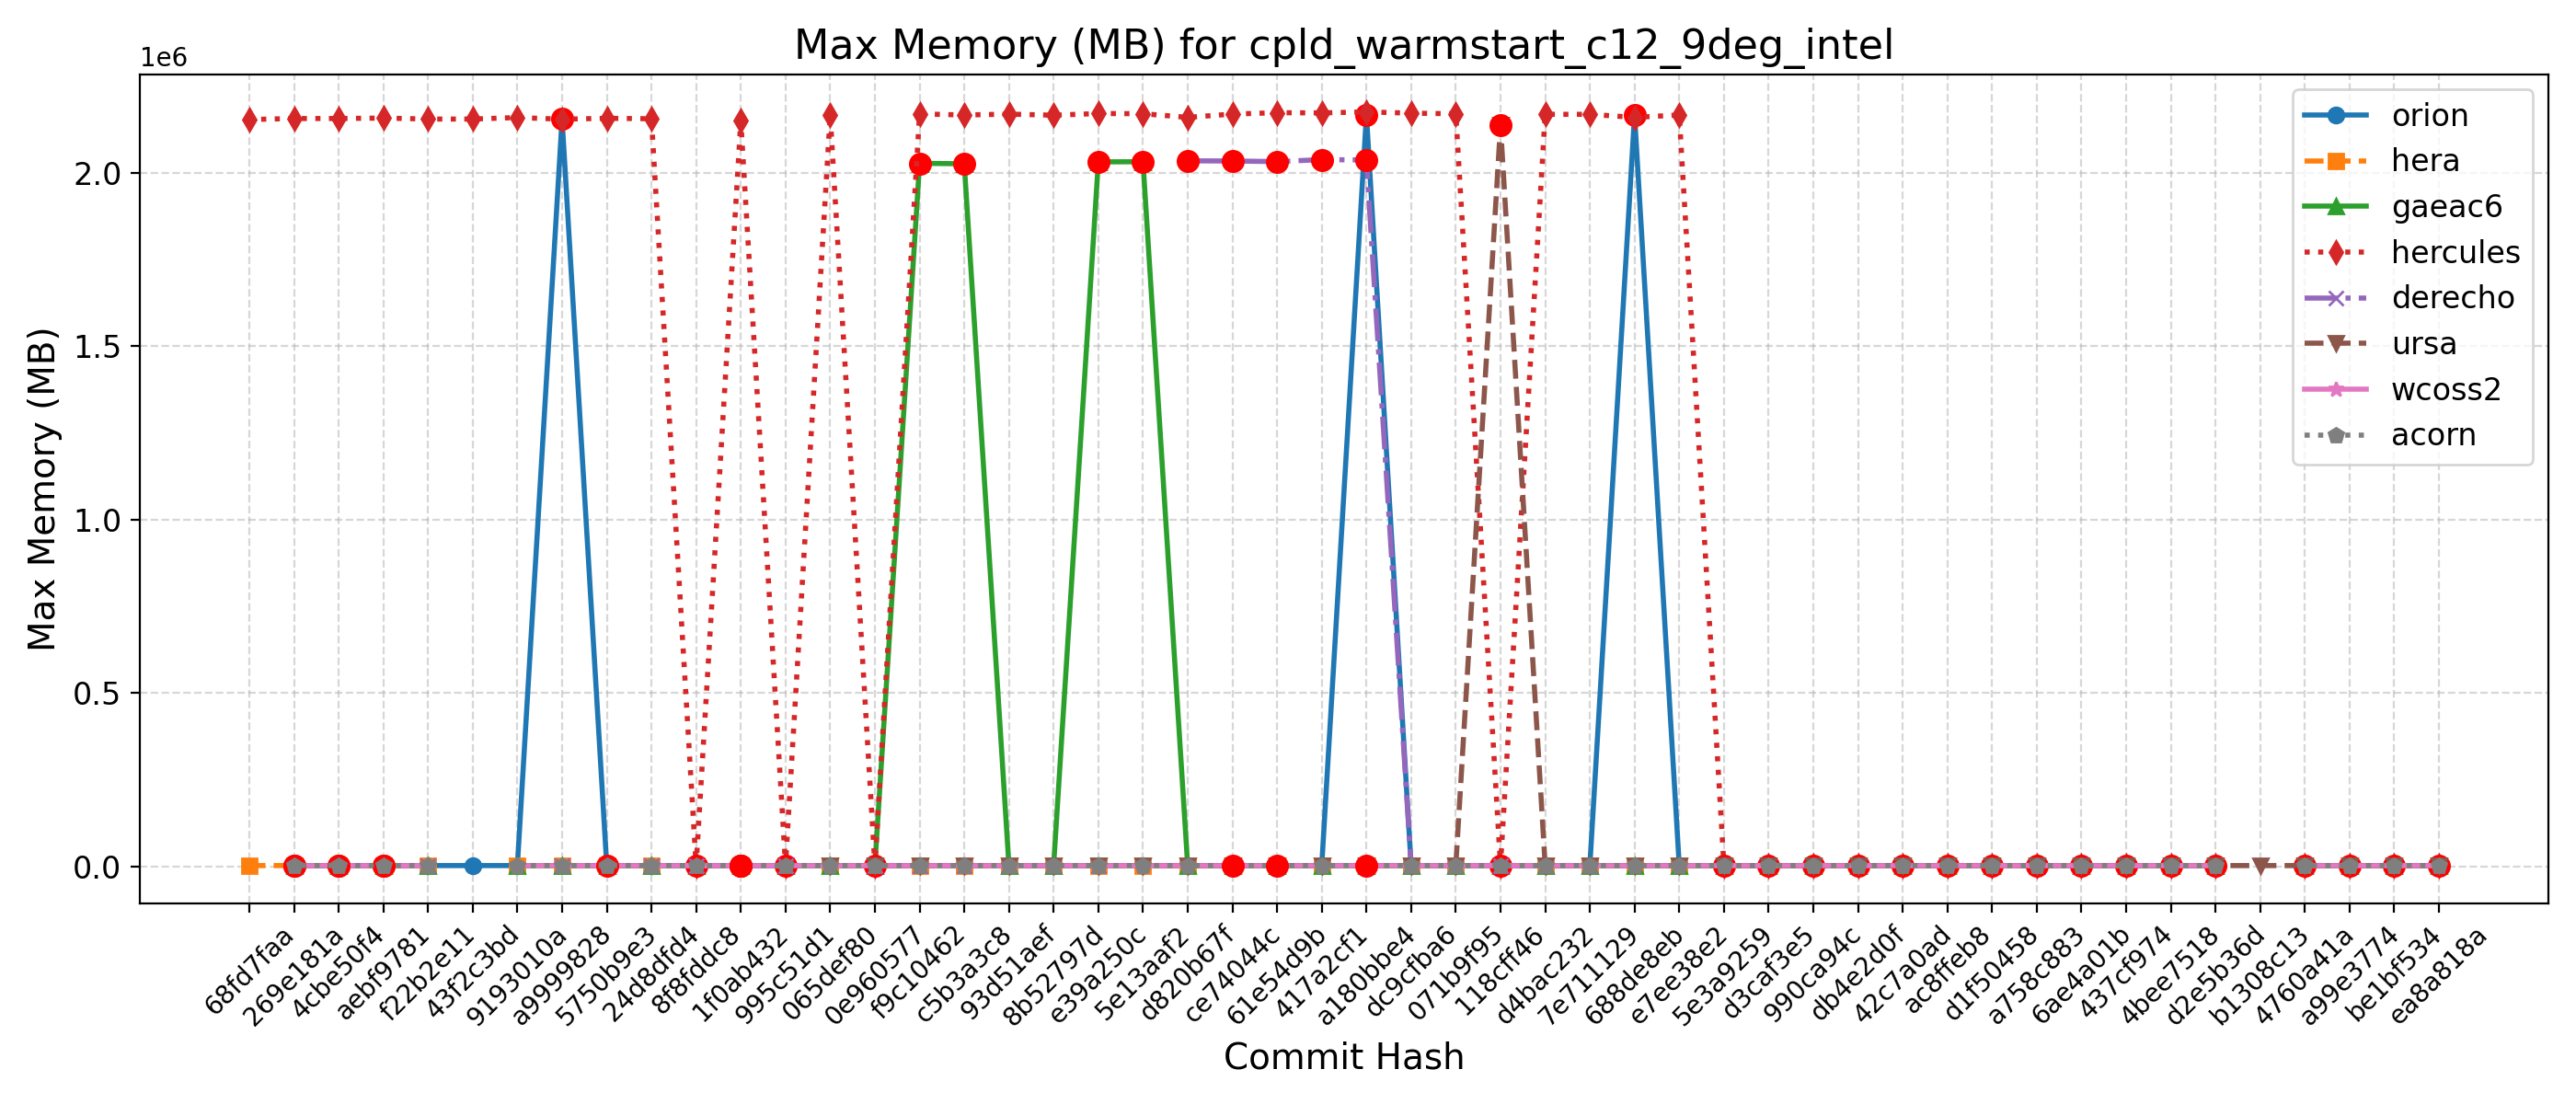 Max Memory (MB) for cpld_warmstart_c12_9deg_intel
1e6
2.0
1.5
1.0
0.5
0.0
Max Memory (MB)
orion
hera
gaeac6
hercules
derecho
ursa
wcoss2
acorn
68fd7faa
269e181a
4cbe50f4
aebf9781
f22b2e11
43f2c3bd
9193010a
a9999828
5750b9e3
24d8dfd4
8f8fddc8
1f0ab432
995c51d1
065def80
0e960577
f9c10462
c5b3a3c8
93d51aef
8b52797d
e39a250c
5e13aaf2
d820b67f
ce74044c
61e54d9b
417a2cf1
a180bbe4
dc9cfba6
071b9f95
118cff46
d4bac232
7e711129
688de8eb
e7ee38e2
5e3a9259
d3caf3e5
990ca94c
db4e2d0f
42c7a0ad
ac8ffeb8
d1f50458
a758c883
6ae4a01b
437cf974
4bee7518
d2e5b36d
b1308c13
4760a41a
a99e3774
be1bf534
ea8a818a
Commit Hash